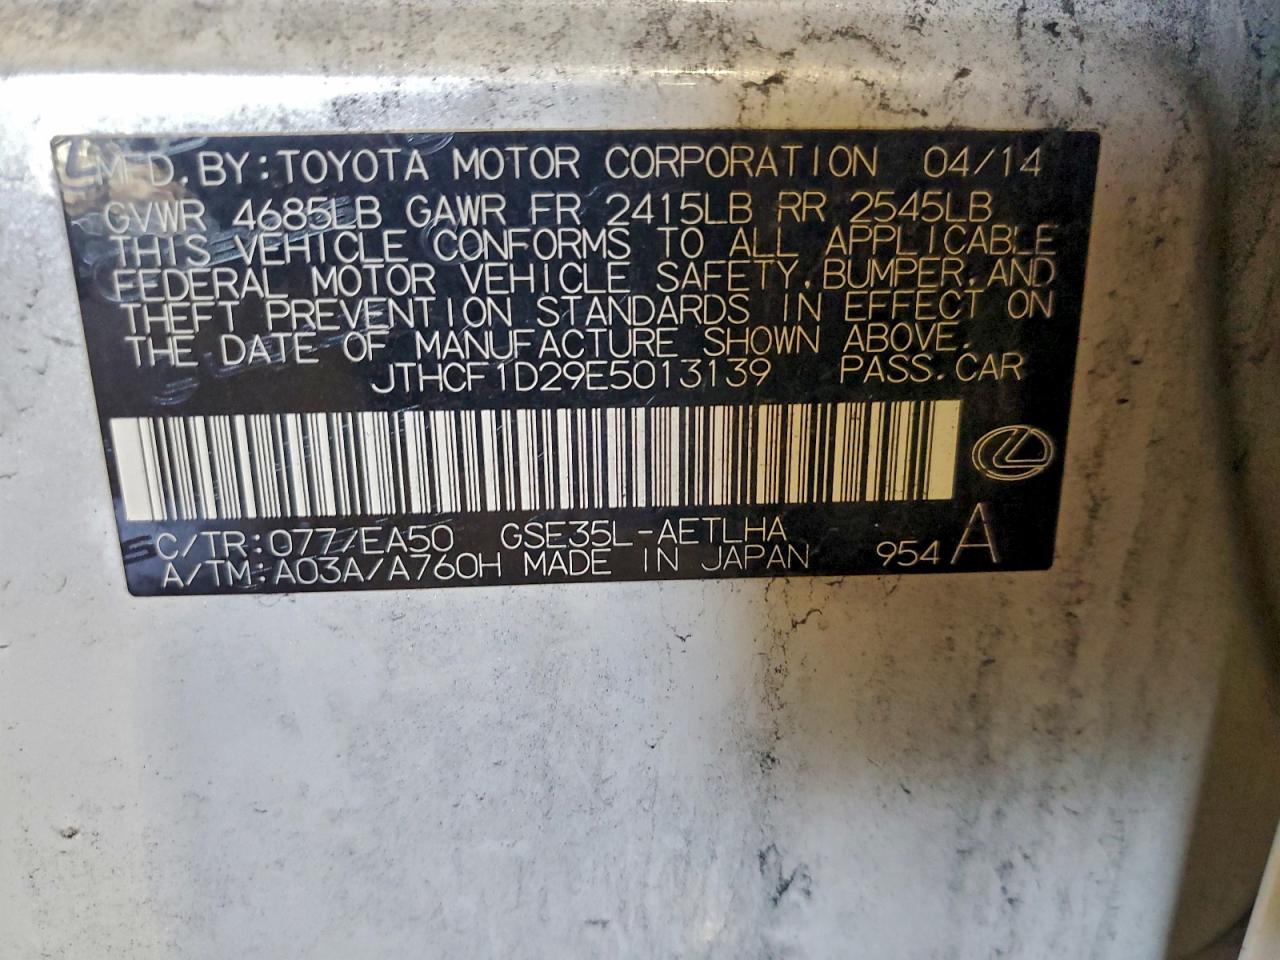 MFD. BY: TOYOTA MOTOR CORPORATION 04/14
GVWR 4685LB GAWR FR 2415LB RR 2545LB
THIS VEHICLE CONFORMS TO ALL APPLICABLE
FEDERAL MOTOR VEHICLE SAFETY, BUMPER, AND
THEFT PREVENTION STANDARDS IN EFFECT ON
THE DATE OF MANUFACTURE SHOWN ABOVE.
JTHCF1D29E5013139 PASS. CAR
C/TR: 077/EA50 GSE35L-AETLHA
A/TM: A03A/A760H MADE IN JAPAN 954 A